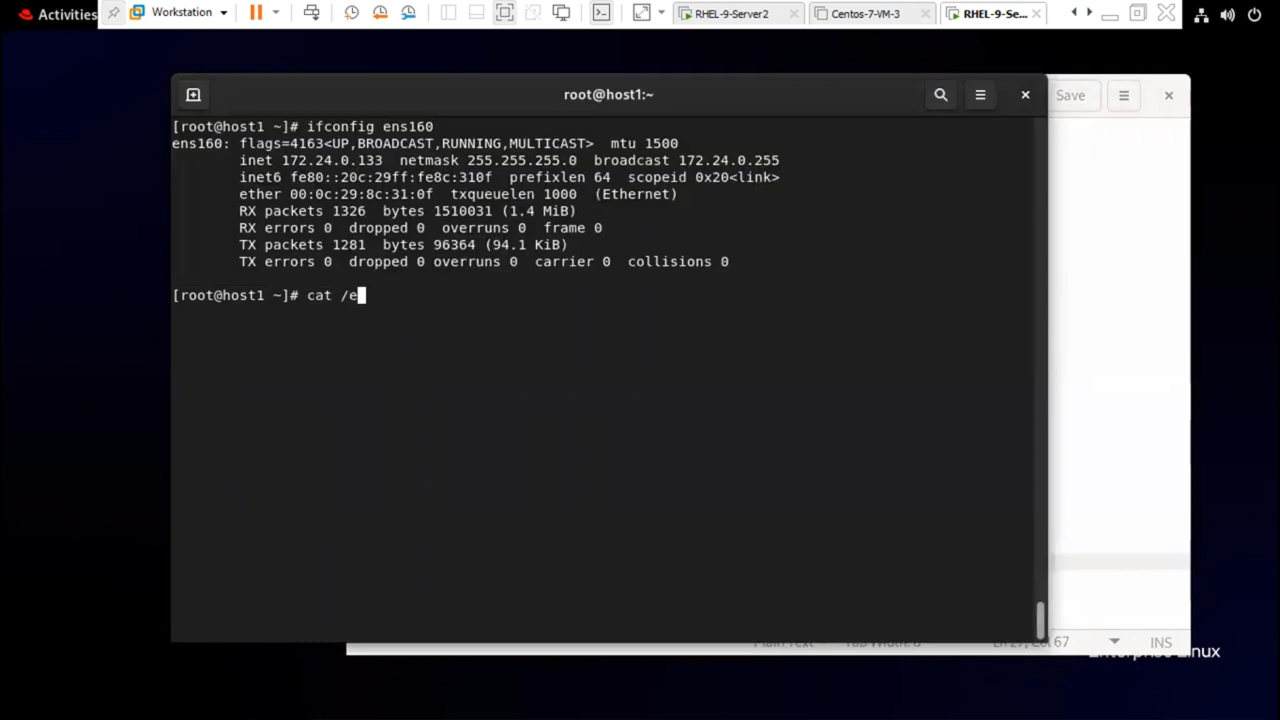 Activities
Workstation
RHEL-9-Server2
Centos-7-VM-3
RHEL-9-Se...
root@host1:~
Save
[root@host1 ~]# ifconfig ens160
ens160: flags=4163<UP,BROADCAST,RUNNING,MULTICAST>  mtu 1500
        inet 172.24.0.133  netmask 255.255.255.0  broadcast 172.24.0.255
        inet6 fe80::20c:29ff:fe8c:310f  prefixlen 64  scopeid 0x20<link>
        ether 00:0c:29:8c:31:0f  txqueuelen 1000  (Ethernet)
        RX packets 1326  bytes 1510031 (1.4 MiB)
        RX errors 0  dropped 0  overruns 0  frame 0
        TX packets 1281  bytes 96364 (94.1 KiB)
        TX errors 0  dropped 0 overruns 0  carrier 0  collisions 0
[root@host1 ~]# cat /e
INS
Linux